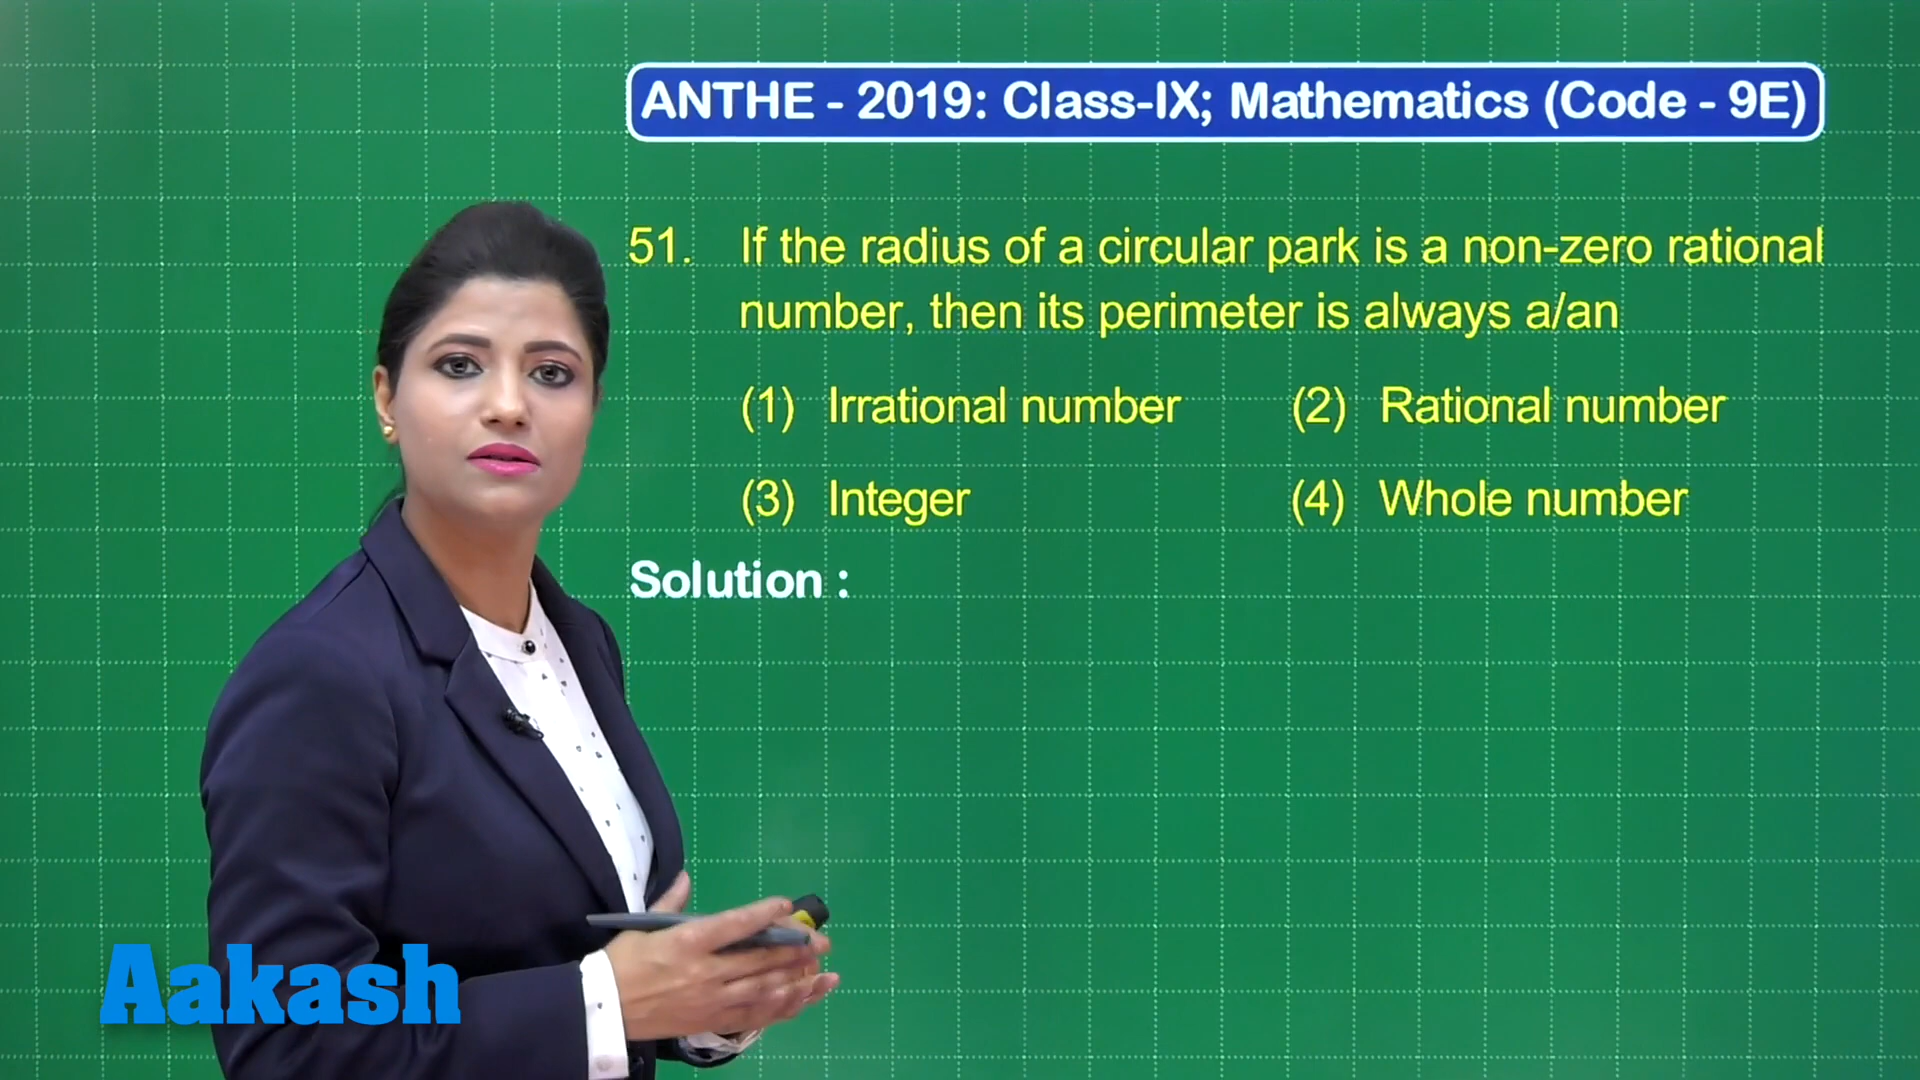 ANTHE - 2019: Class-IX; Mathematics (Code - 9E)
51. If the radius of a circular park is a non-zero rational
number, then its perimeter is always a/an
(1) Irrational number (2) Rational number
(3) Integer (4) Whole number
Solution :
Aakash